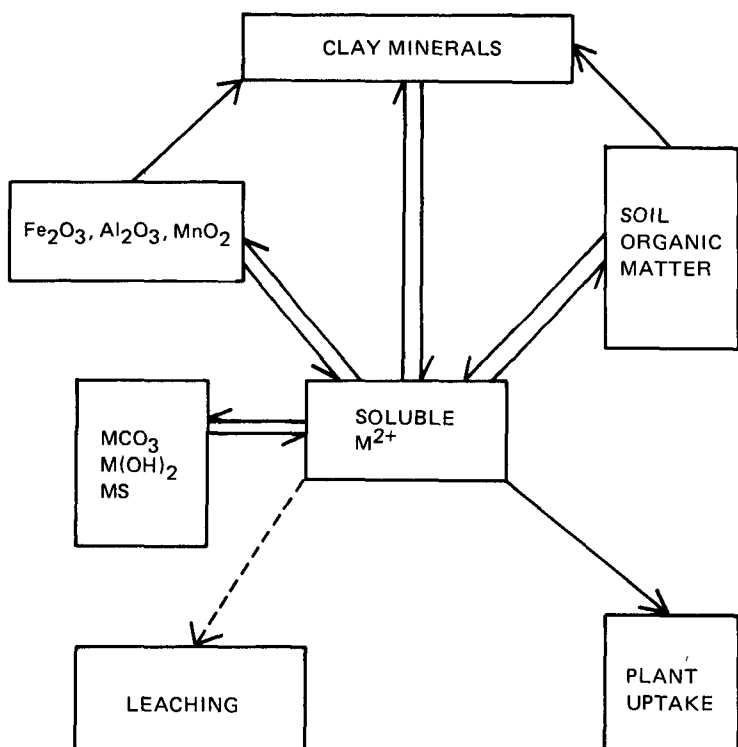 CLAY MINERALS
Fe₂O₃, Al₂O₃, MnO₂
SOIL
ORGANIC
MATTER
MCO₃
M(OH)₂
MS
SOLUBLE
M²⁺
LEACHING
PLANT
UPTAKE